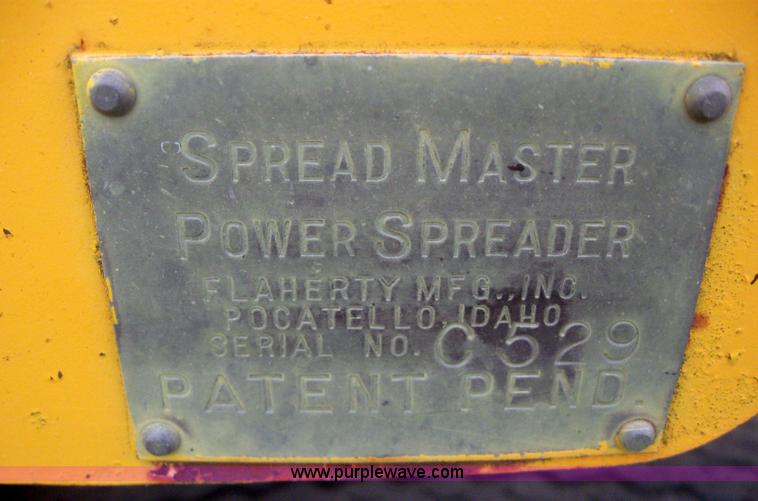 SPREAD MASTER
POWER SPREADER
FLAHERTY MFG., INC.
POCATELLO, IDAHO
SERIAL NO. C529
PATENT PEND.
www.purplewave.com